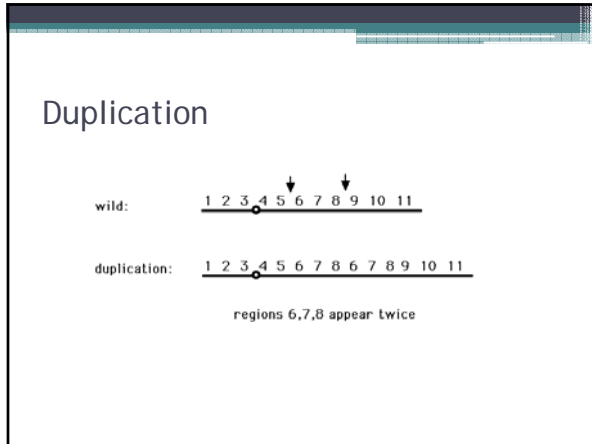 Duplication
wild: 1 2 3 4 5 6 7 8 9 10 11
duplication: 1 2 3 4 5 6 7 8 6 7 8 9 10 11
regions 6,7,8 appear twice